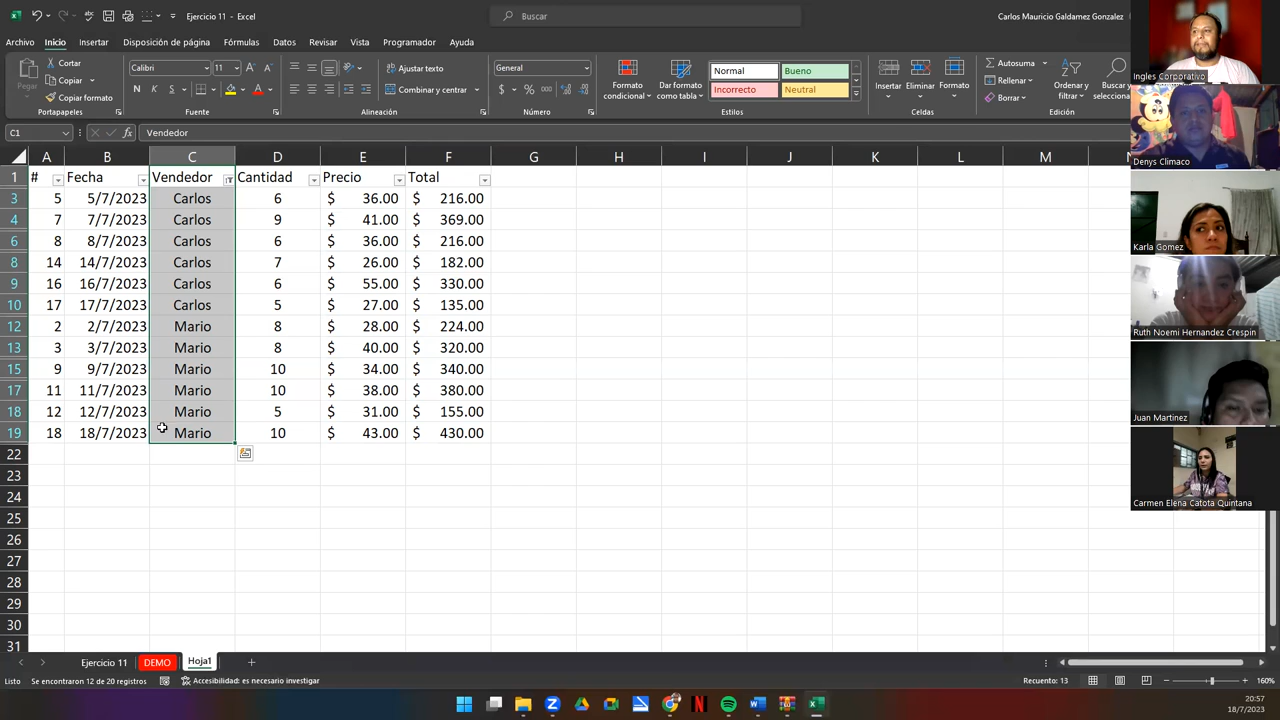 Ejercicio 11 - Excel
Buscar
Carlos Mauricio Galdamez Gonzalez
Archivo Inicio Insertar Disposición de página Fórmulas Datos Revisar Vista Programador Ayuda
Pegar
Cortar
Copiar
Copiar formato
Portapapeles
Calibri 11
N K S
Fuente
Ajustar texto
Combinar y centrar
Alineación
General
$ % 000
Número
Formato condicional
Dar formato como tabla
Normal Bueno
Incorrecto Neutral
Estilos
Insertar Eliminar Formato
Celdas
Autosuma
Rellenar
Borrar
Ordenar y filtrar
Buscar y
Edición
C1 fx Vendedor
A B C D E F G H I J K L M
1 # Fecha Vendedor Cantidad Precio Total
3 5 5/7/2023 Carlos 6 $ 36.00 $ 216.00
4 7 7/7/2023 Carlos 9 $ 41.00 $ 369.00
6 8 8/7/2023 Carlos 6 $ 36.00 $ 216.00
8 14 14/7/2023 Carlos 7 $ 26.00 $ 182.00
9 16 16/7/2023 Carlos 6 $ 55.00 $ 330.00
10 17 17/7/2023 Carlos 5 $ 27.00 $ 135.00
12 2 2/7/2023 Mario 8 $ 28.00 $ 224.00
13 3 3/7/2023 Mario 8 $ 40.00 $ 320.00
15 9 9/7/2023 Mario 10 $ 34.00 $ 340.00
17 11 11/7/2023 Mario 10 $ 38.00 $ 380.00
18 12 12/7/2023 Mario 5 $ 31.00 $ 155.00
19 18 18/7/2023 Mario 10 $ 43.00 $ 430.00
22
23
24
25
26
27
28
29
30
31
Ejercicio 11 DEMO Hoja1
Listo Se encontraron 12 de 20 registros Accesibilidad: es necesario investigar Recuento: 13 160%
20:57
18/7/2023
Ingles Corporativo
Denys Climaco
Karla Gomez
Ruth Noemi Hernandez Crespin
Juan Martinez
Carmen Elena Catota Quintana